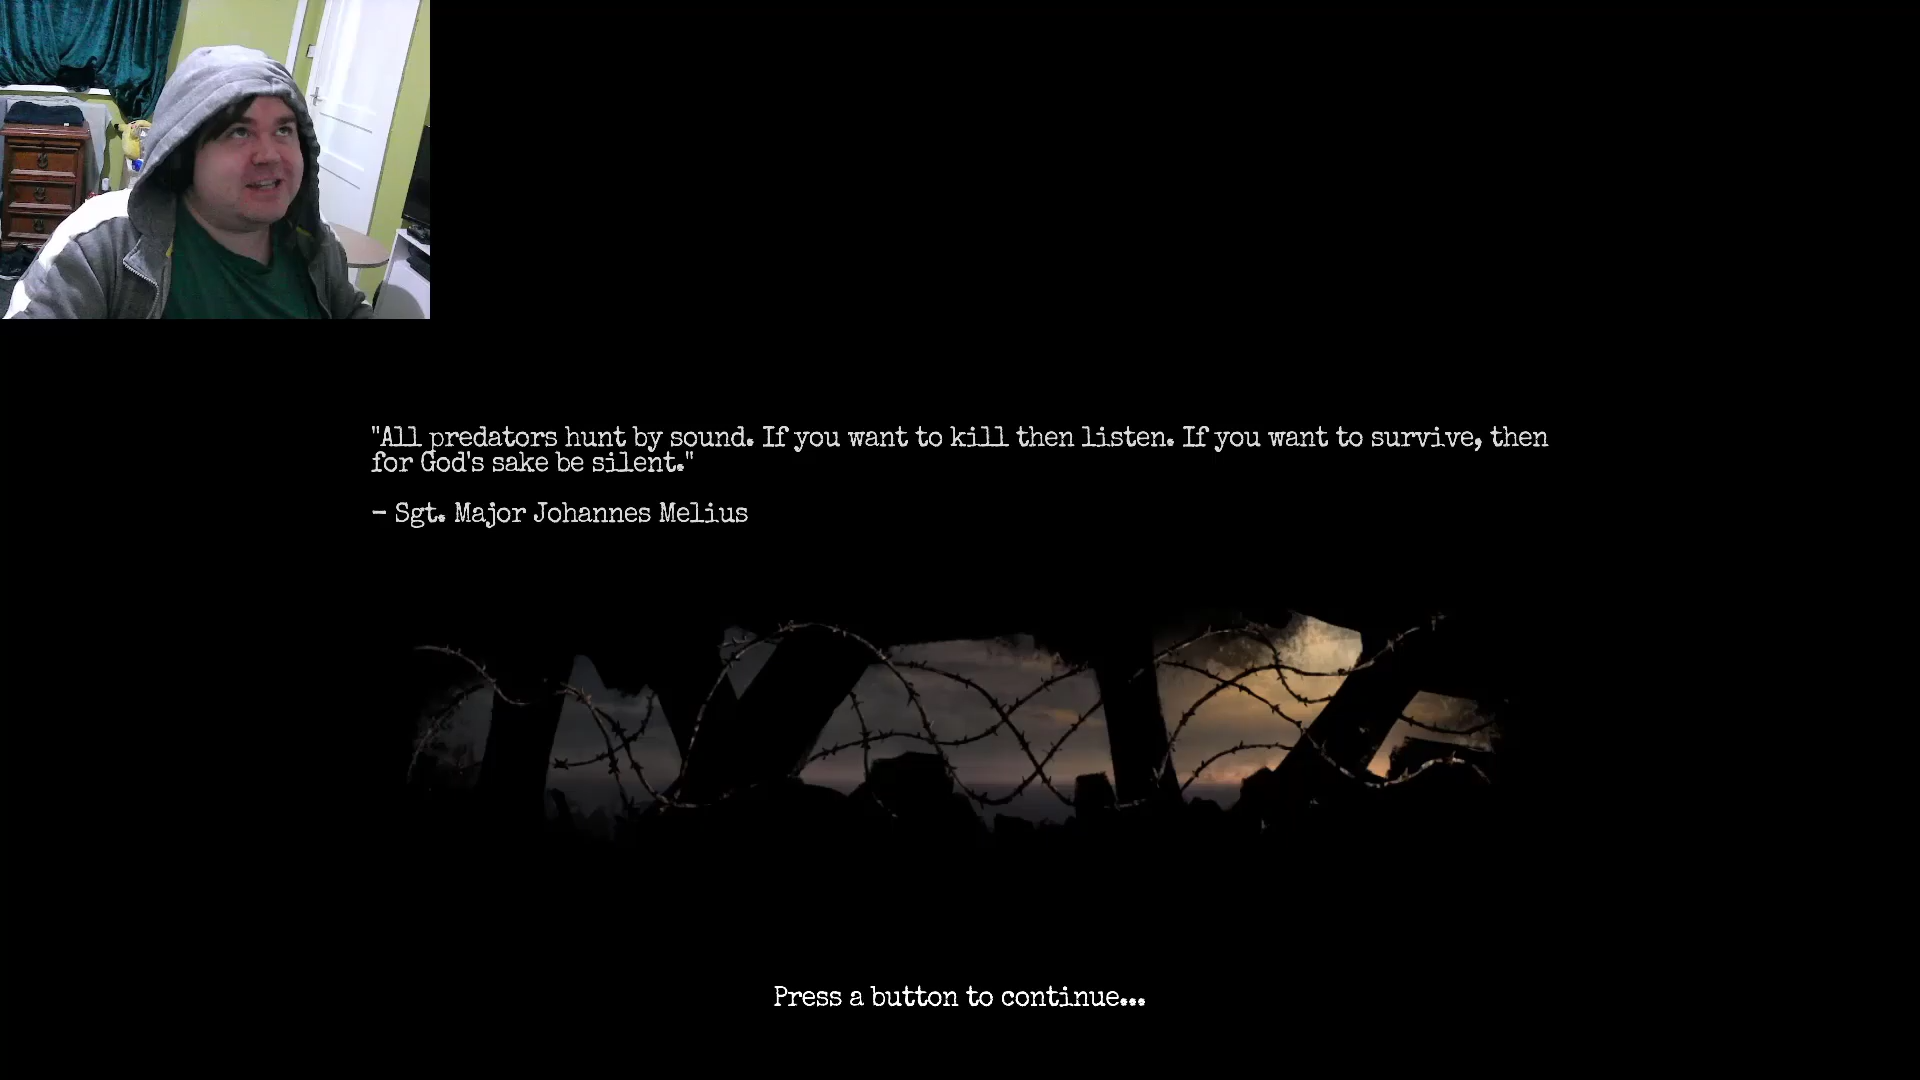 "All predators hunt by sound. If you want to kill then listen. If you want to survive, then
for God's sake be silent."
- Sgt. Major Johannes Melius
Press a button to continue...